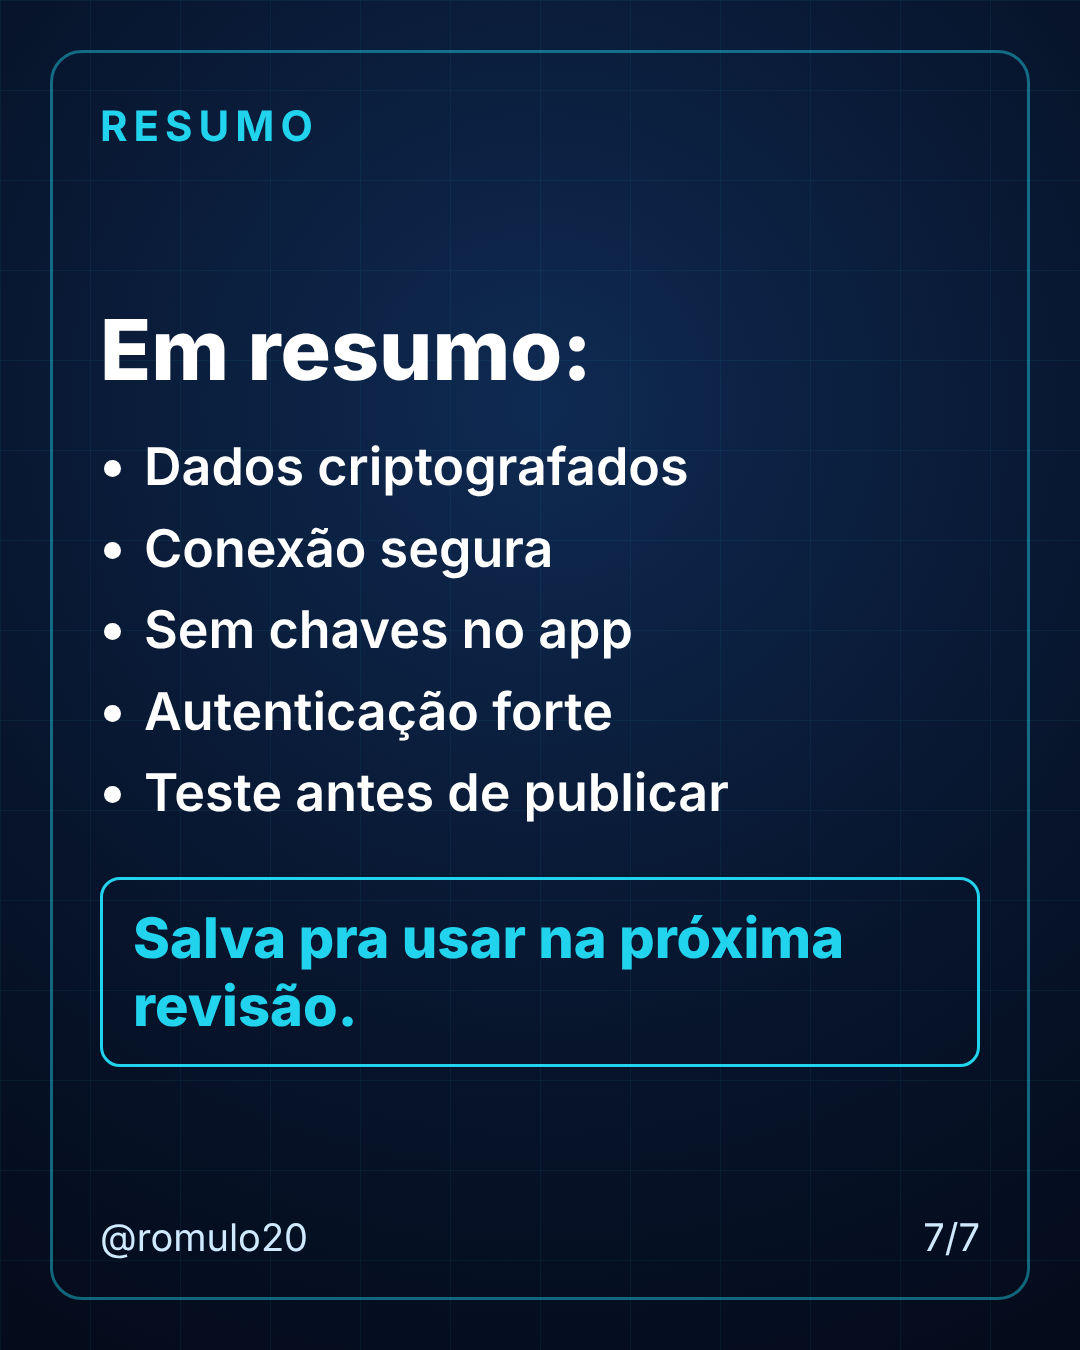 RESUMO
Em resumo:
• Dados criptografados
• Conexão segura
• Sem chaves no app
• Autenticação forte
• Teste antes de publicar
Salva pra usar na próxima
revisão.
@romulo20
7/7